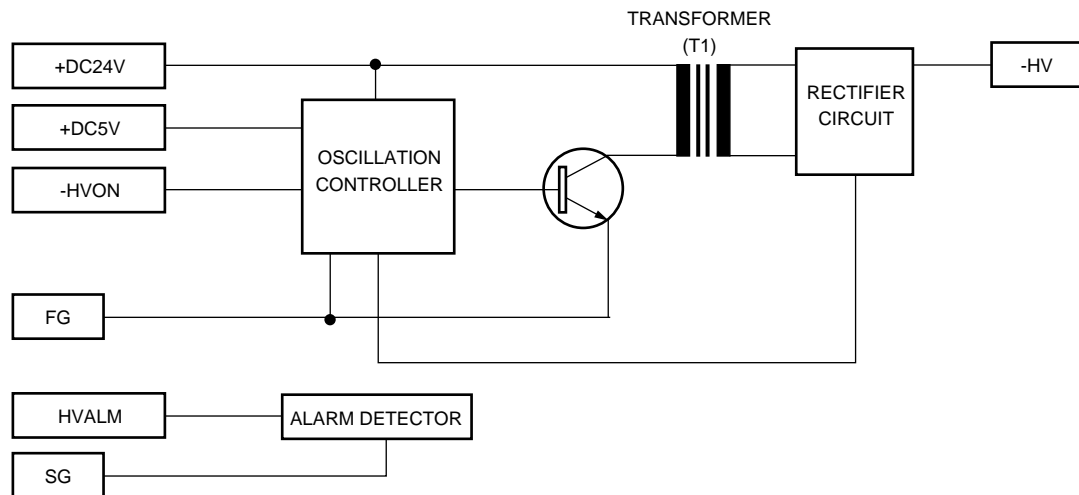 TRANSFORMER
(T1)
+DC24V
-HV
RECTIFIER
CIRCUIT
+DC5V
OSCILLATION
CONTROLLER
-HVON
FG
HVALM
ALARM DETECTOR
SG